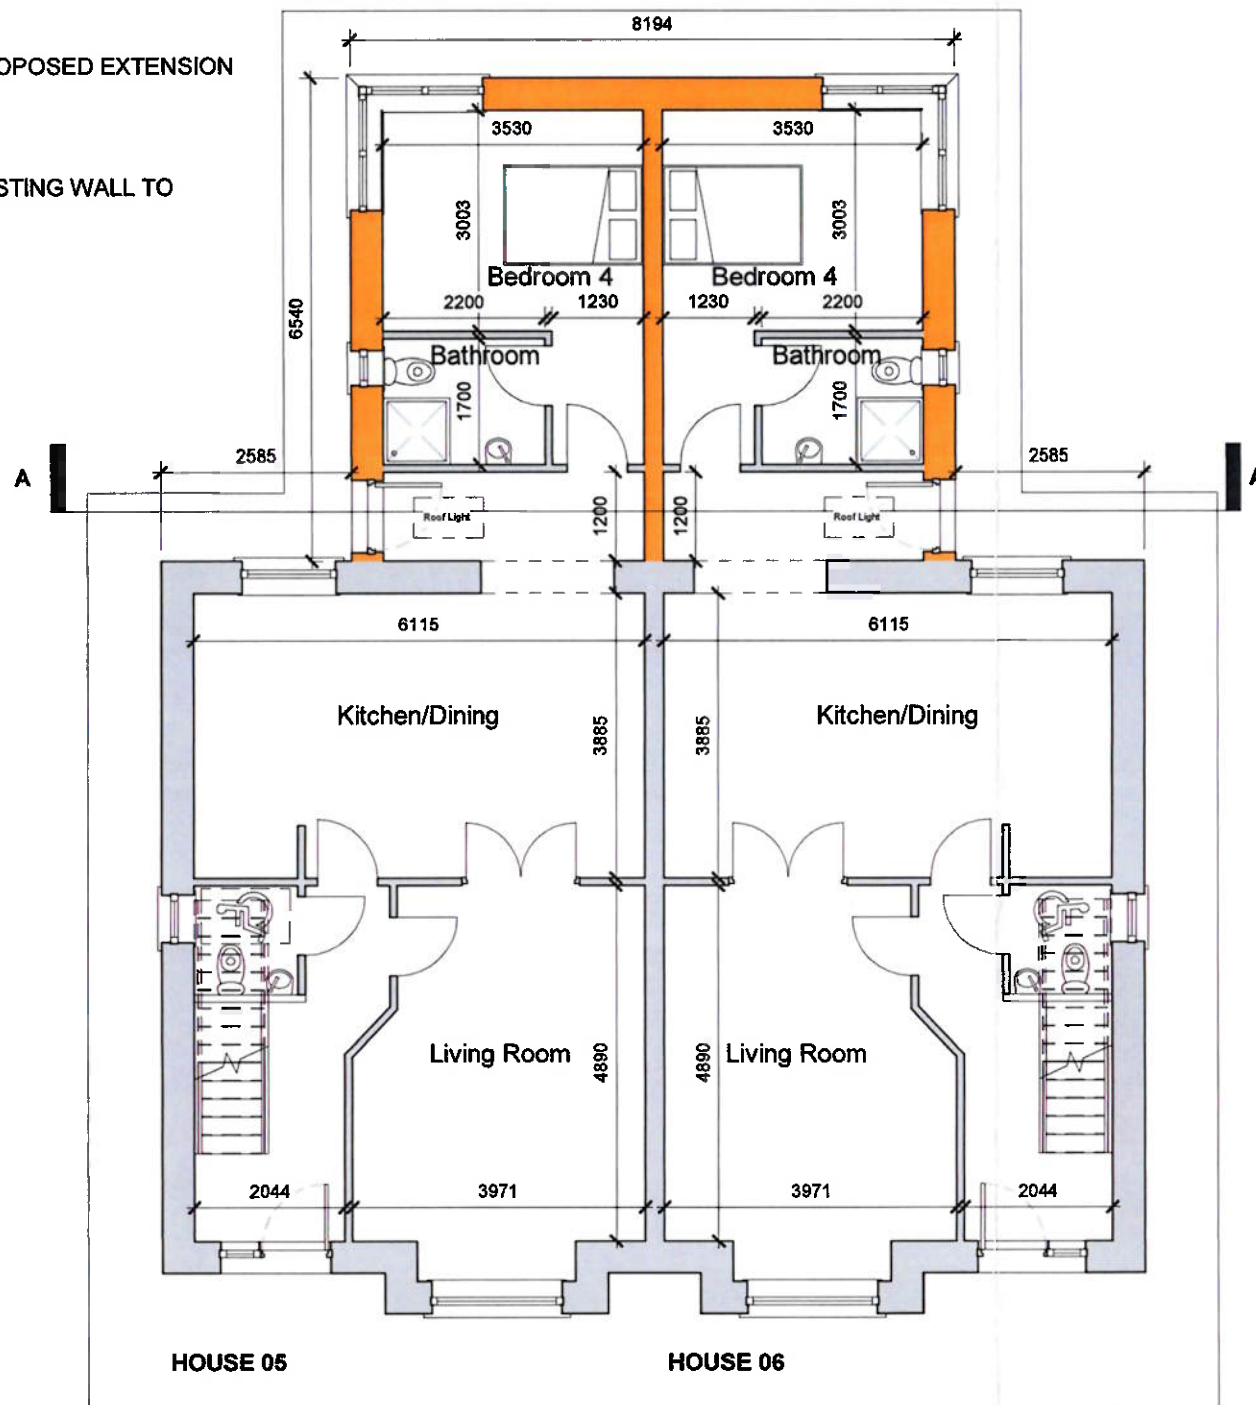 8194
OPOSED EXTENSION
3530 3530
STING WALL TO
3003 3003
Bedroom 4 Bedroom 4
2200 1230 1230 2200
6540
Bathroom Bathroom
1700 1700
2585 2585
A A
Roof Light Roof Light
1200 1200
6115 6115
Kitchen/Dining Kitchen/Dining
3885 3885
Living Room Living Room
4890 4890
2044 3971 3971 2044
HOUSE 05 HOUSE 06